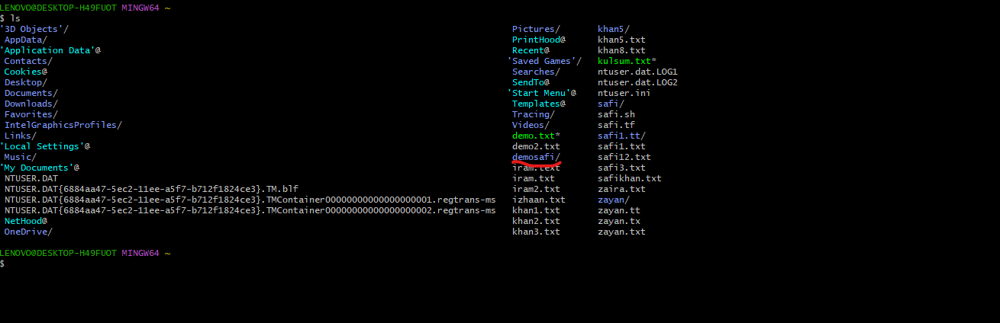 LENOVO@DESKTOP-H49FUOT MINGW64 ~
$ ls
'3D Objects'/ Pictures/ khan5/
AppData/ PrintHood@ khan5.txt
'Application Data'@ Recent@ khan8.txt
Contacts/ 'Saved Games'/ kulsum.txt*
Cookies@ Searches/ ntuser.dat.LOG1
Desktop/ SendTo@ ntuser.dat.LOG2
Documents/ 'Start Menu'@ ntuser.ini
Downloads/ Templates@ safi/
Favorites/ Tracing/ safi.sh
IntelGraphicsProfiles/ Videos/ safi.tf
Links/ demo.txt* safi1.tt/
'Local Settings'@ demo2.txt safi1.txt
Music/ demosafi/ safi12.txt
'My Documents'@ iram.text safi3.txt
NTUSER.DAT iram.txt safikhan.txt
NTUSER.DAT{6884aa47-5ec2-11ee-a5f7-b712f1824ce3}.TM.blf iram2.txt zaira.txt
NTUSER.DAT{6884aa47-5ec2-11ee-a5f7-b712f1824ce3}.TMContainer00000000000000000001.regtrans-ms izhaan.txt zayan/
NTUSER.DAT{6884aa47-5ec2-11ee-a5f7-b712f1824ce3}.TMContainer00000000000000000002.regtrans-ms khan1.txt zayan.tt
NetHood@ khan2.txt zayan.tx
OneDrive/ khan3.txt zayan.txt
LENOVO@DESKTOP-H49FUOT MINGW64 ~
$